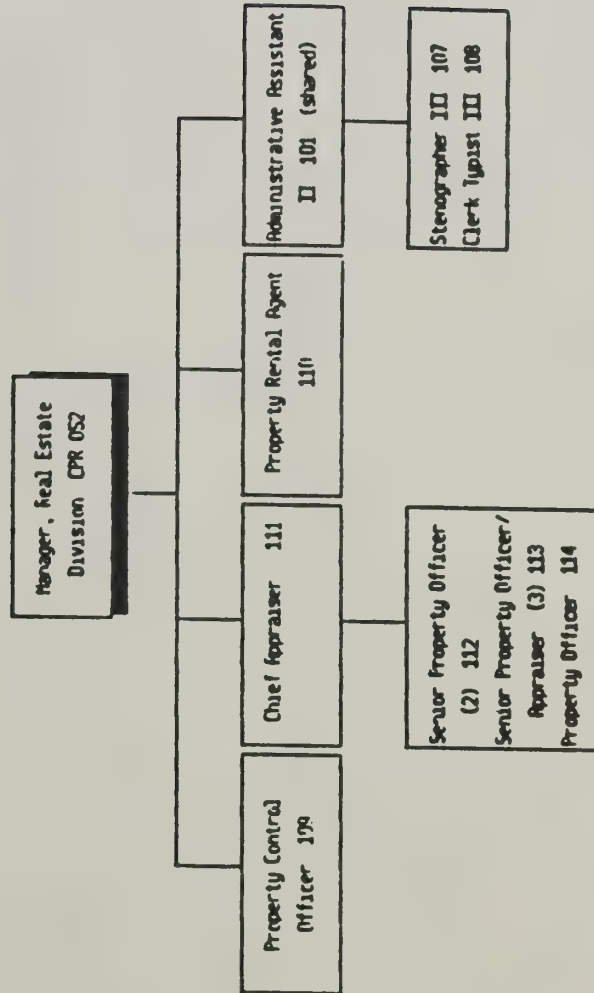 Manager, Real Estate
Division CPR 052
Property Control
Officer
Chief Appraiser 111
Property Rental Agent
110
Administrative Assistant
II 101 (shared)
Senior Property Officer
(2) 112
Senior Property Officer/
Appraiser (3) 113
Property Officer 114
Stenographer III 107
Clerk Typist III 108